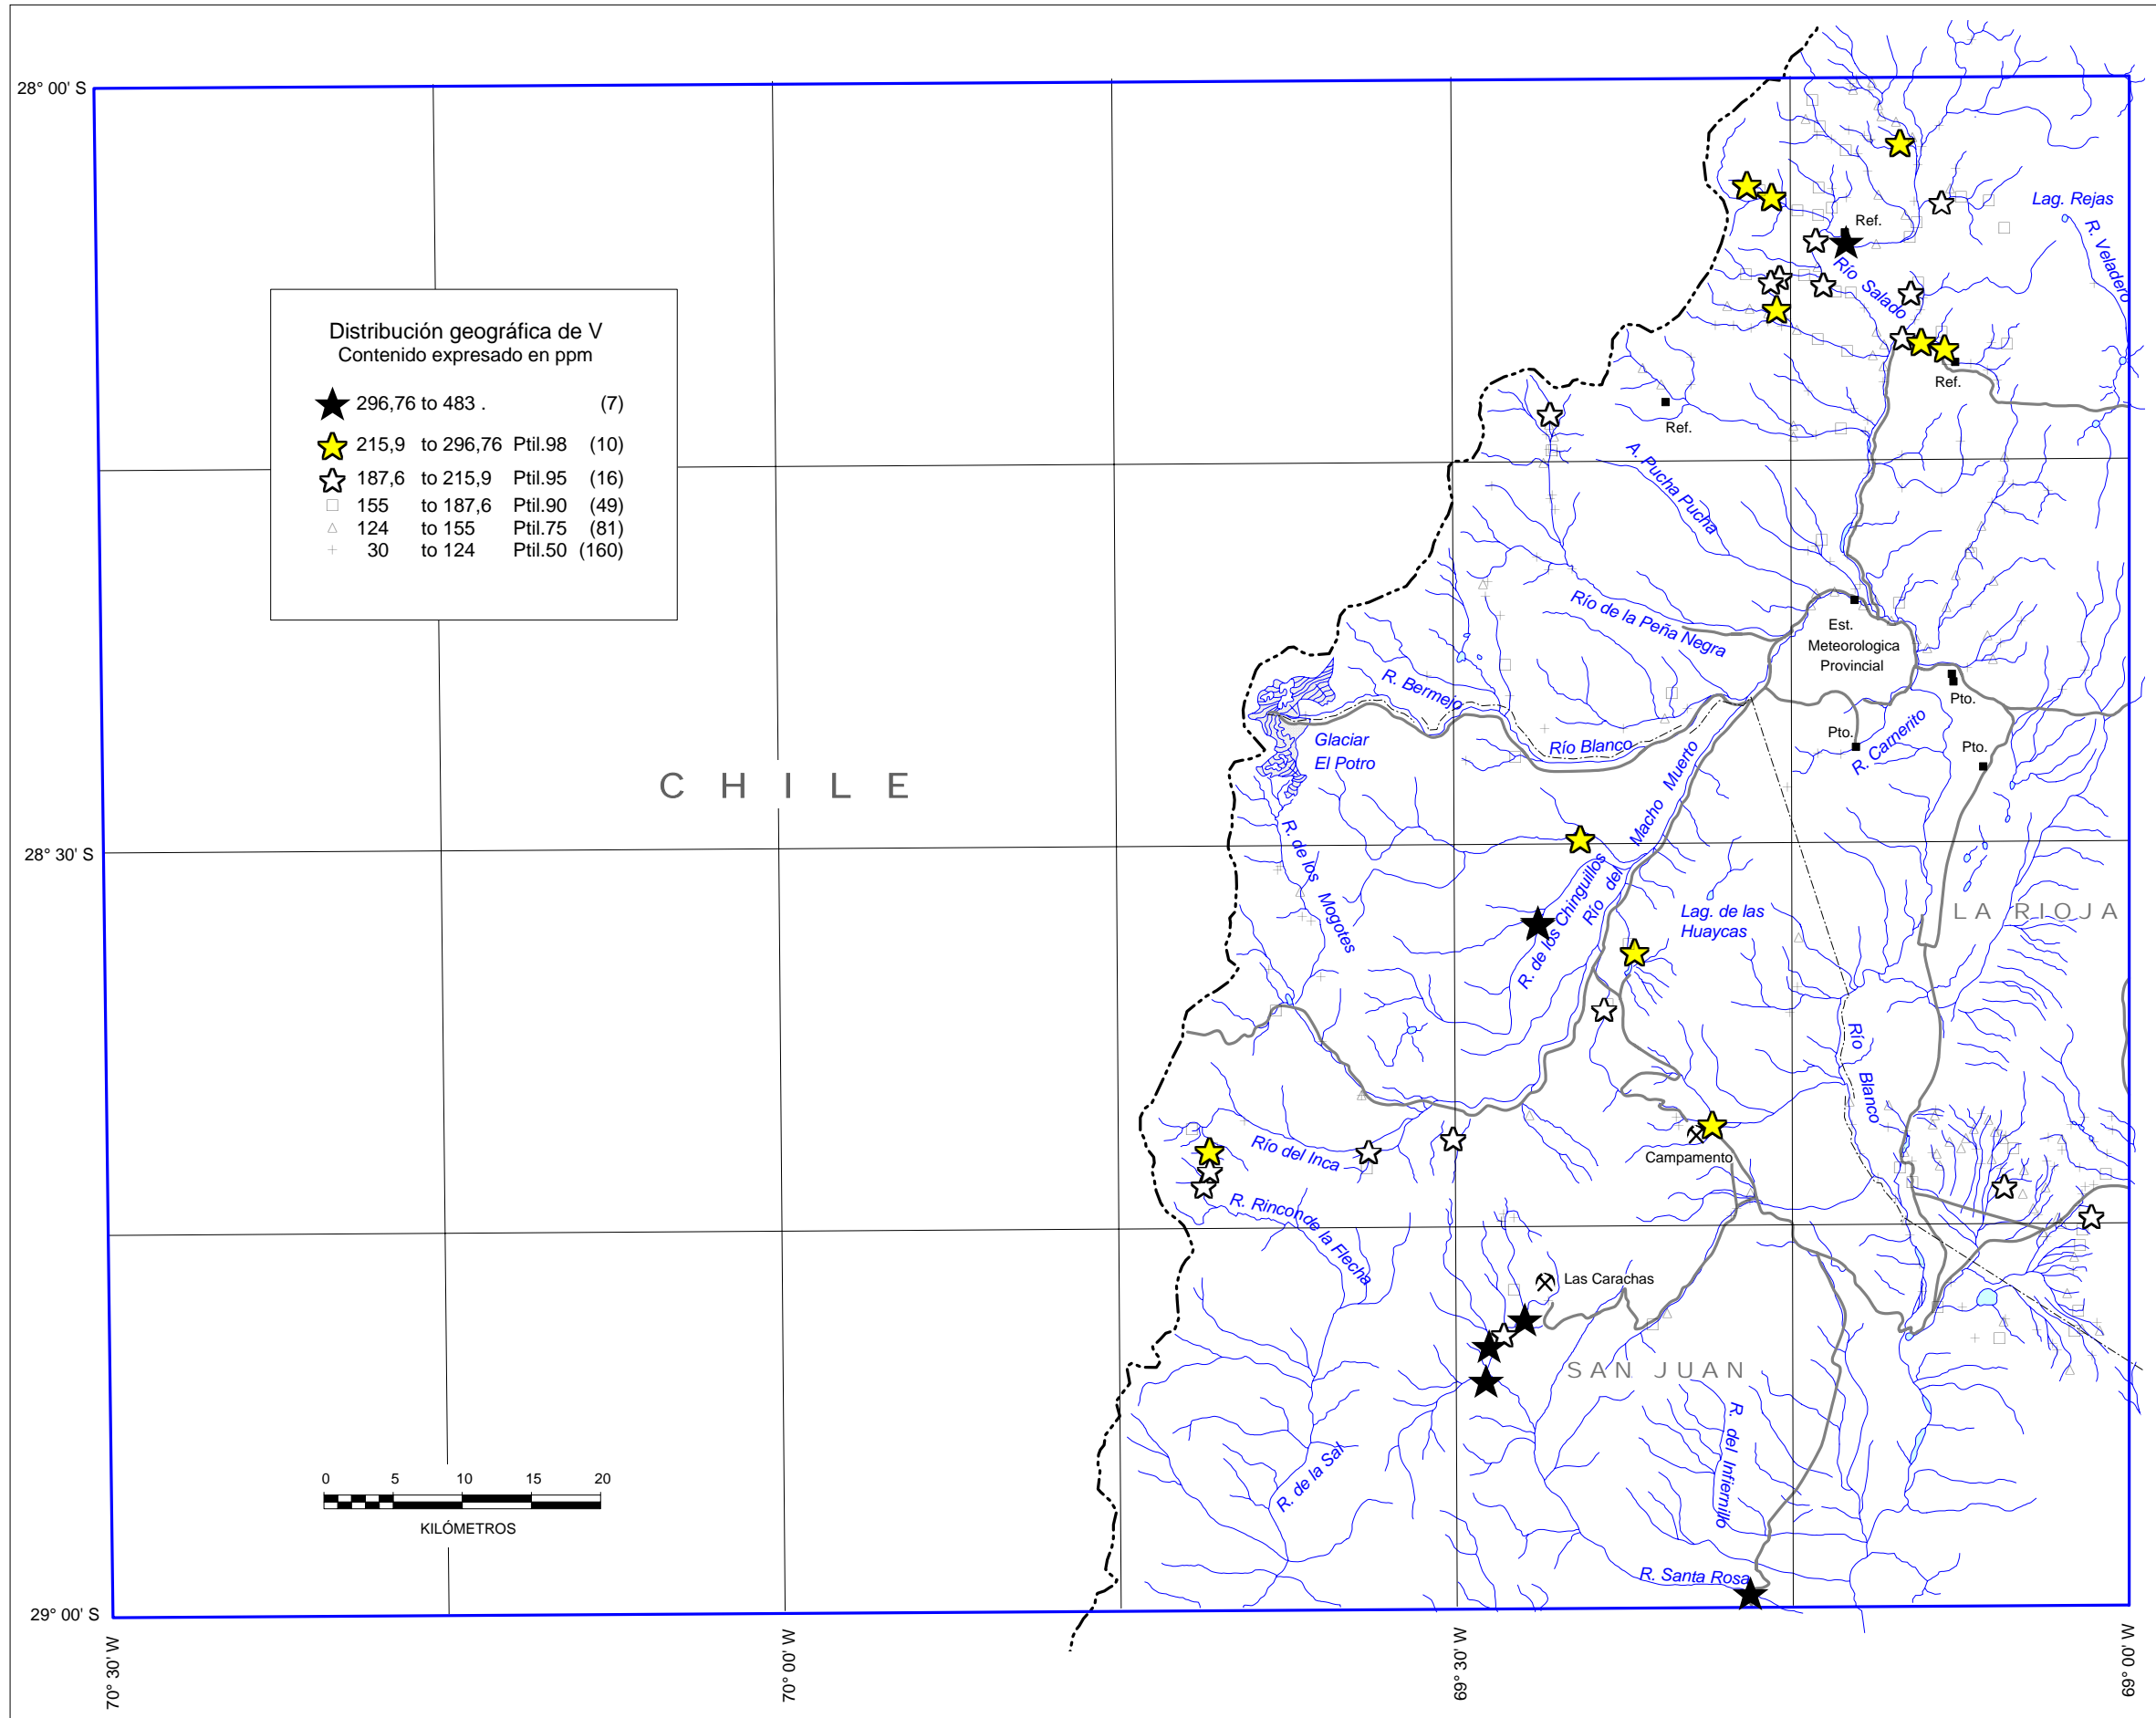 28° 00' S
Lag. Rejas
R. Veladero
Ref.
Río Salado
Distribución geográfica de V
Contenido expresado en ppm
296,76 to 483 . (7)
215,9 to 296,76 Ptil.98 (10)
187,6 to 215,9 Ptil.95 (16)
155 to 187,6 Ptil.90 (49)
124 to 155 Ptil.75 (81)
30 to 124 Ptil.50 (160)
Ref.
Ref.
A. Pucha Pucha
Río de la Peña Negra
Est.
Meteorologica
Provincial
R. Bermejo
Pto.
Río Blanco
Pto.
R. Carnerito
Pto.
Glaciar
El Potro
CHILE
Río del Macho Muerto
28° 30' S
R. de los Mogotes
R. de los Chinguillos
Lag. de las
Huaycas
LA RIOJA
Río Blanco
Río del Inca
Campamento
R. Rincon de la Flecha
Las Carachas
SAN JUAN
R. de la Sal
R. del Infiernillo
0 5 10 15 20
KILÓMETROS
R. Santa Rosa
29° 00' S
70° 30' W
70° 00' W
69° 30' W
69° 00' W